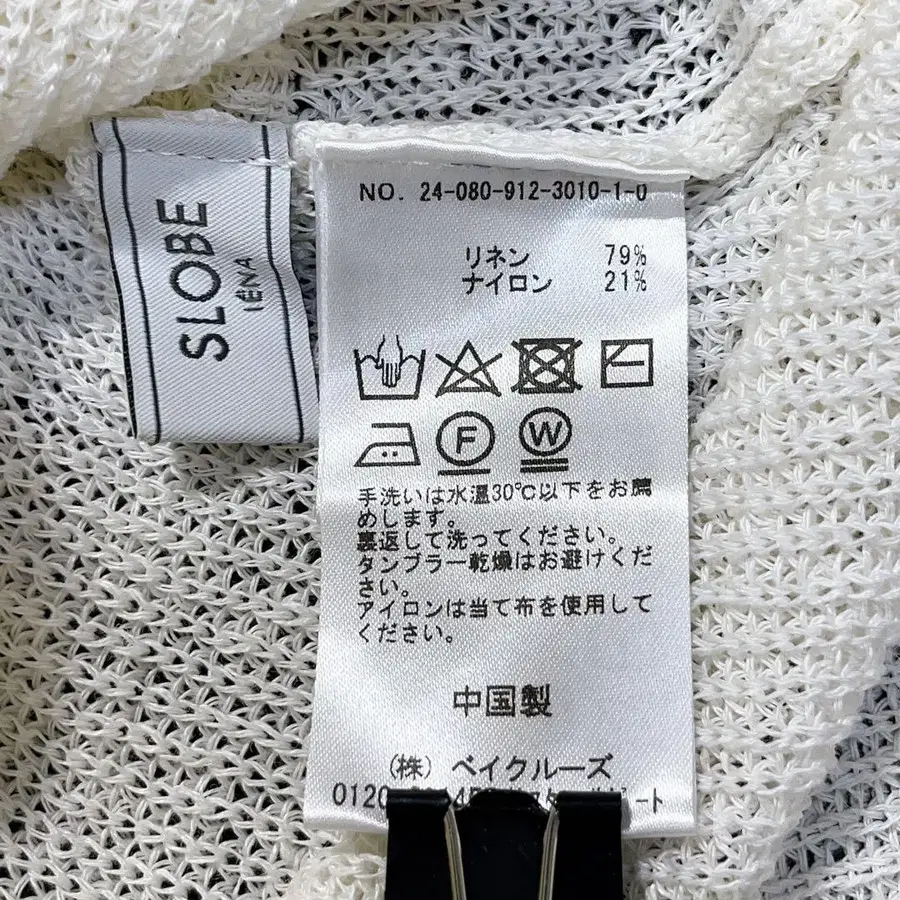 SLOBE
IÉNA
NO. 24-080-912-3010-1-0
リネン 79%
ナイロン 21%
F
W
手洗いは水温30℃以下をお薦
めします。
裏返して洗ってください。
タンブラー乾燥はお避けくだ
さい。
アイロンは当て布を使用して
ください。
中国製
(株) ベイクルーズ
0120